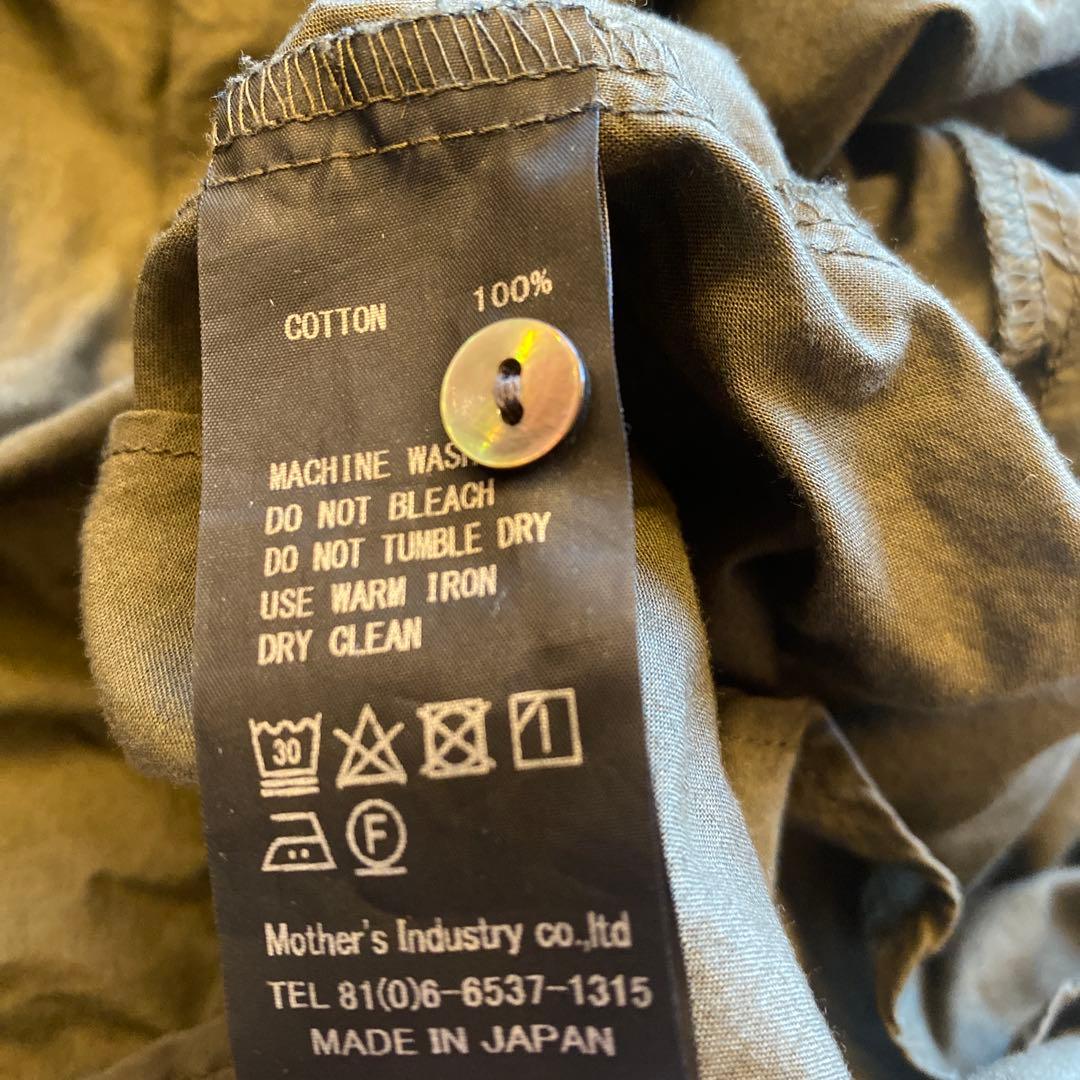 COTTON 100%
MACHINE
DO NOT BLEACH
DO NOT TUMBLE DRY
USE WARM IRON
DRY CLEAN
30
F
Mother's Industry co.,ltd
TEL 81(0)6-6537-1315
MADE IN JAPAN